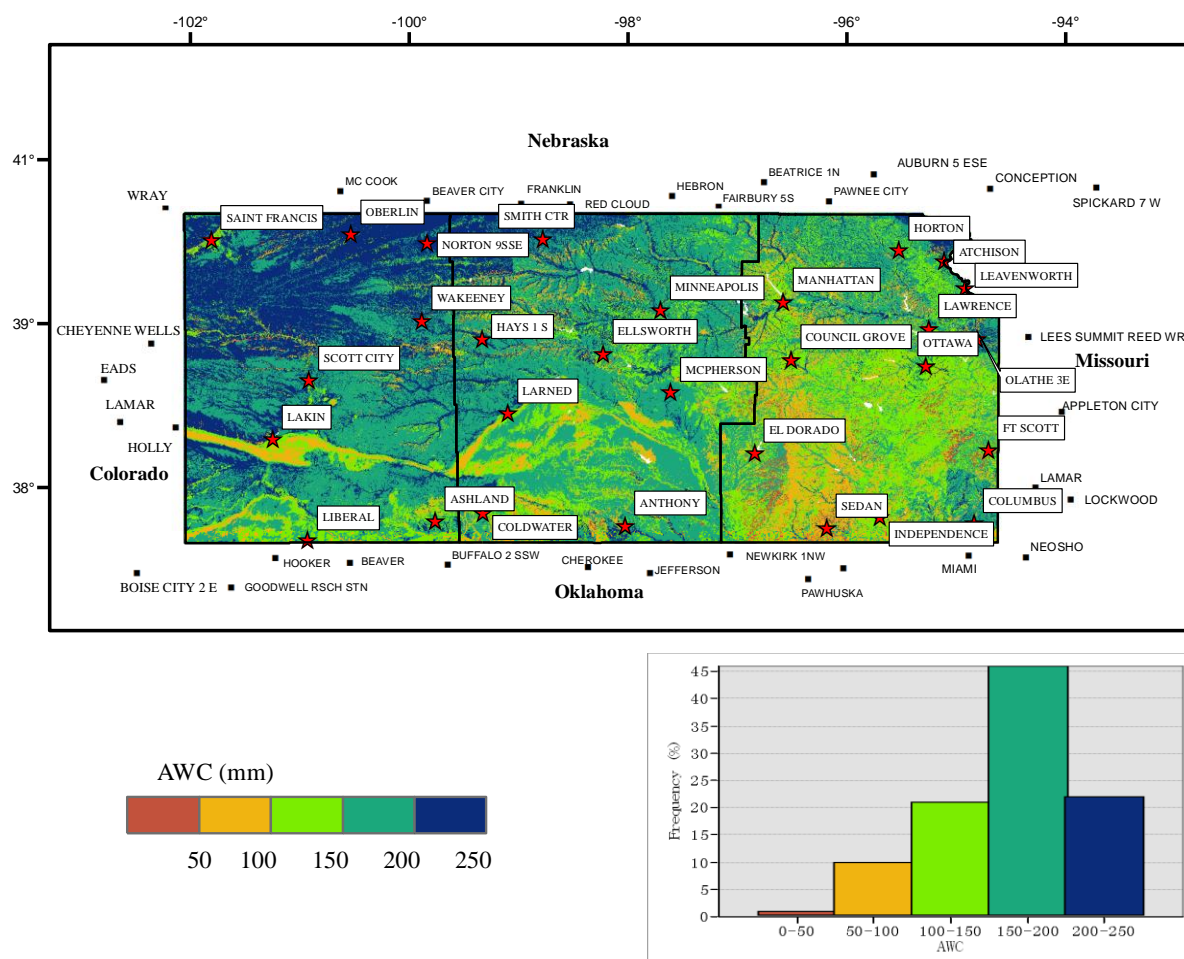 -102° -100° -98° -96° -94°
Nebraska
41°
AUBURN 5 ESE
BEATRICE 1N
CONCEPTION
MC COOK
WRAY
BEAVER CITY
FRANKLIN
HEBRON
PAWNEE CITY
RED CLOUD
FAIRBURY 5S
SPICKARD 7 W
SAINT FRANCIS
OBERLIN
SMITH CTR
HORTON
NORTON 9SSE
ATCHISON
LEAVENWORTH
MINNEAPOLIS
MANHATTAN
WAKEENEY
LAWRENCE
39°
CHEYENNE WELLS
HAYS 1 S
ELLSWORTH
COUNCIL GROVE
OTTAWA
LEES SUMMIT REED WR
SCOTT CITY
MCPHERSON
Missouri
EADS
OLATHE 3E
LARNED
LAMAR
LAKIN
APPLETON CITY
EL DORADO
FT SCOTT
HOLLY
Colorado
LAMAR
38°
ASHLAND
ANTHONY
SEDAN
COLUMBUS
LOCKWOOD
LIBERAL
COLDWATER
INDEPENDENCE
BUFFALO 2 SSW
NEWKIRK 1NW
NEOSHO
HOOKER
BEAVER
CHEROKEE
JEFFERSON
MIAMI
BOISE CITY 2 E
GOODWELL RSCH STN
Oklahoma
PAWHUSKA
AWC (mm)
50 100 150 200 250
Frequency (%)
45
40
35
30
25
20
15
10
5
0
0-50 50-100 100-150 150-200 200-250
AWC